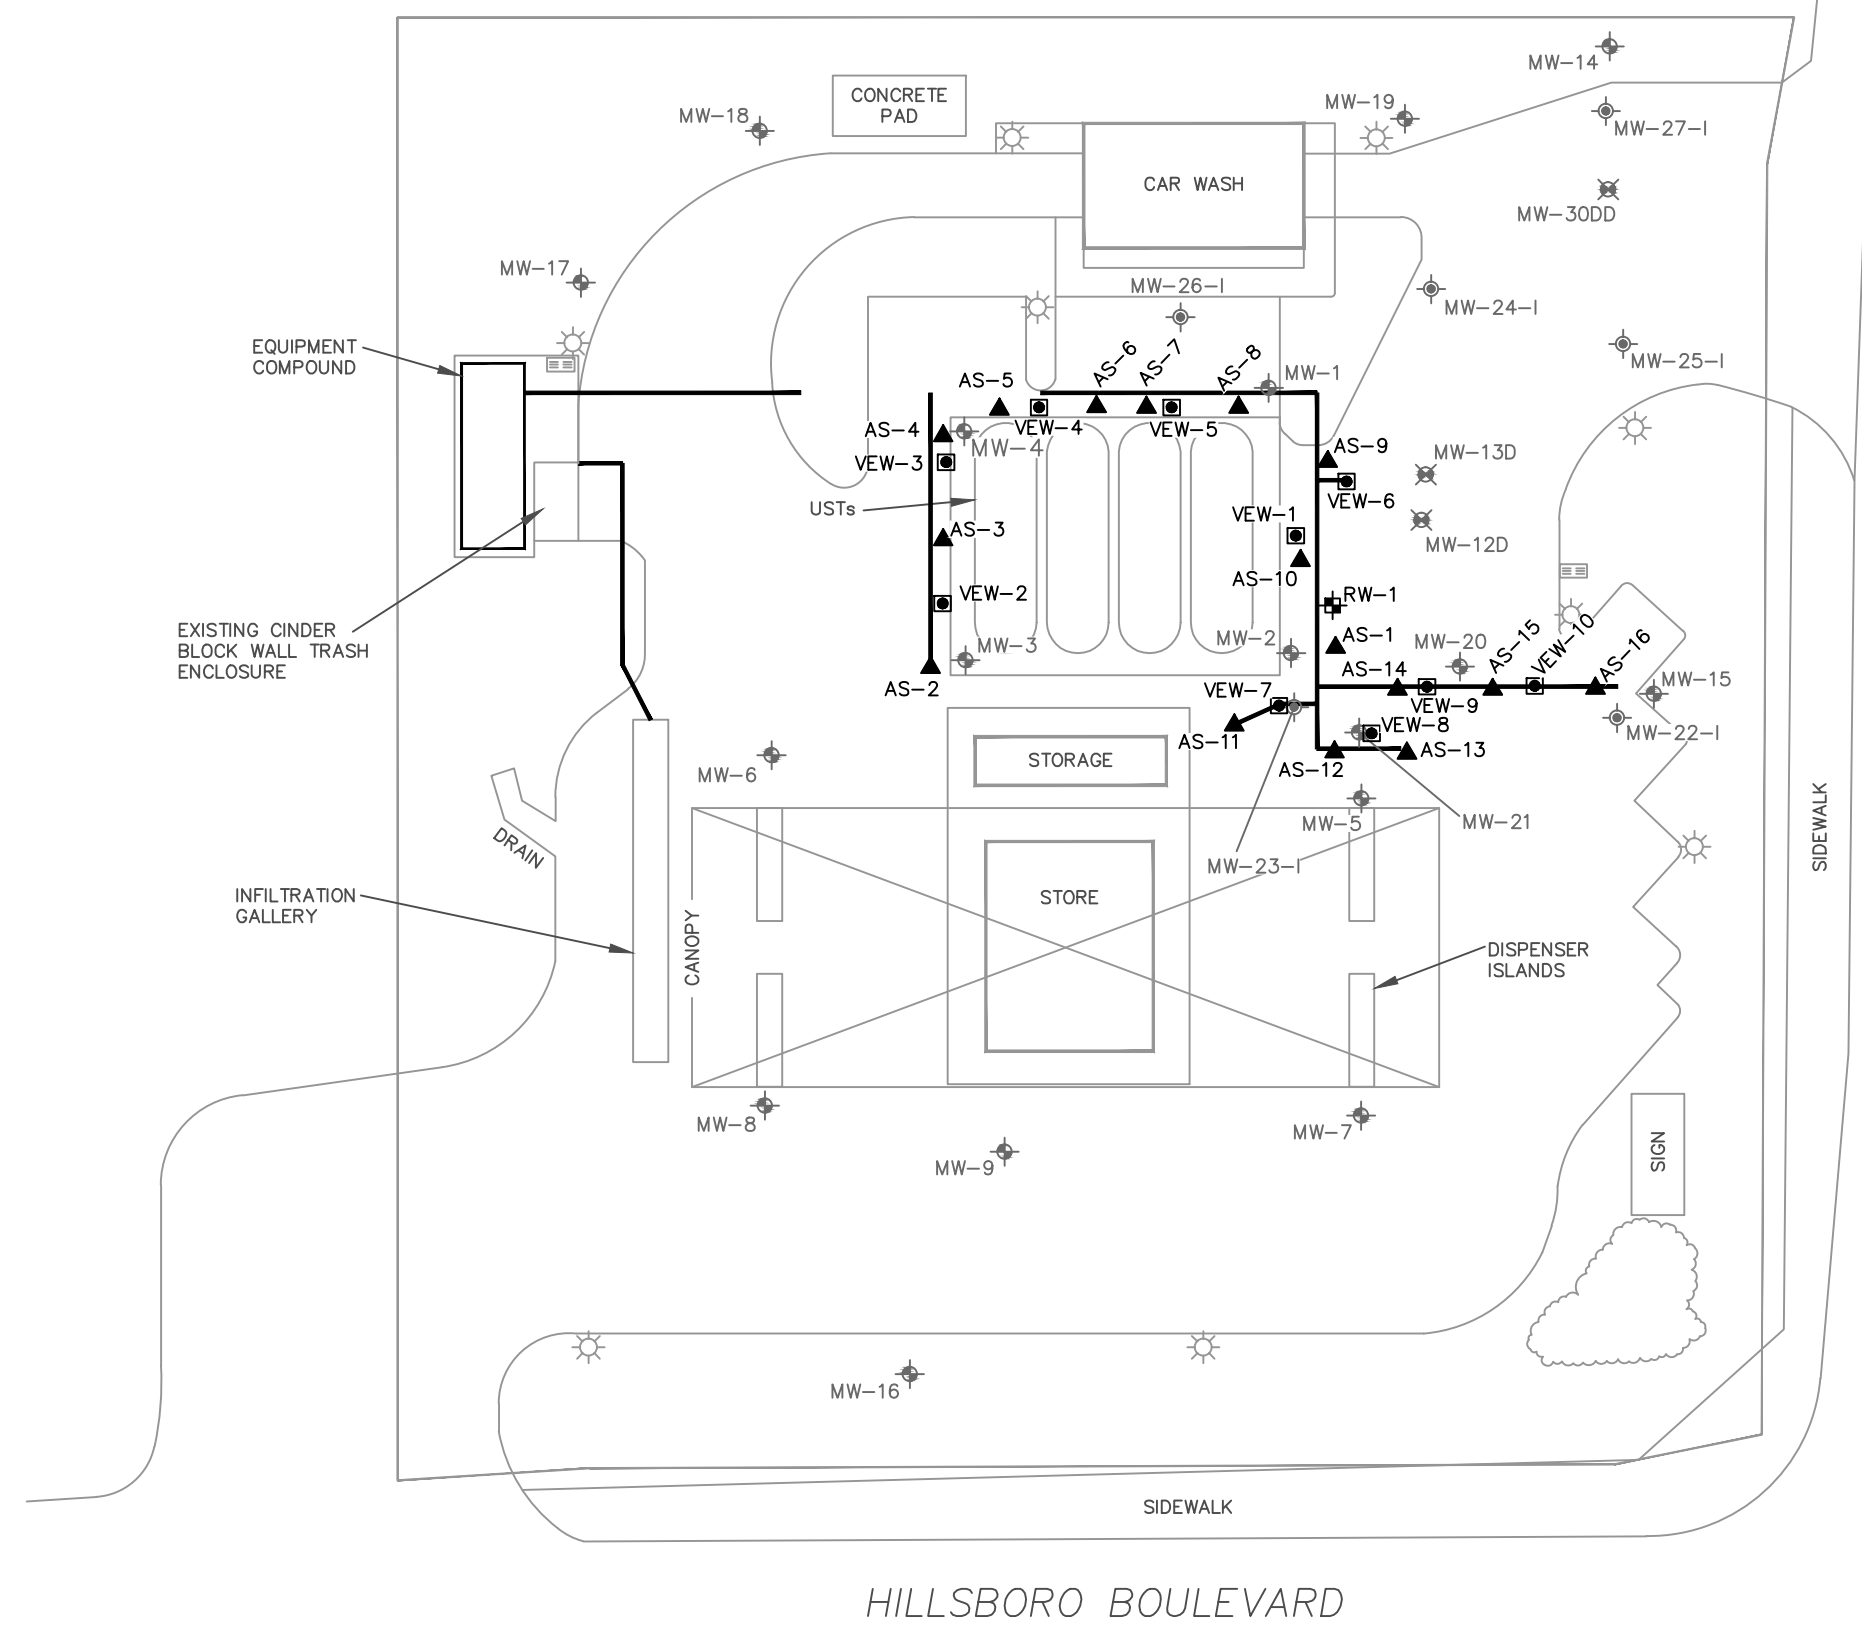 MW-14
CONCRETE
PAD
MW-19
MW-18
MW-27-I
CAR WASH
MW-30DD
MW-17
MW-26-I
MW-24-I
EQUIPMENT
COMPOUND
AS-6
AS-7
AS-8
MW-25-I
MW-1
AS-5
AS-4
VEW-4
VEW-5
MW-4
AS-9
MW-13D
VEW-3
USTs
VEW-6
VEW-1
AS-3
MW-12D
AS-10
VEW-2
RW-1
EXISTING CINDER
BLOCK WALL TRASH
ENCLOSURE
MW-3
MW-2
AS-1
MW-20
AS-15
VEW-10
AS-16
AS-14
MW-15
AS-2
VEW-7
VEW-9
VEW-8
MW-22-I
AS-11
AS-13
STORAGE
AS-12
MW-6
MW-5
MW-21
SIDEWALK
DRAIN
MW-23-I
INFILTRATION
GALLERY
STORE
CANOPY
DISPENSER
ISLANDS
MW-8
MW-7
SIGN
MW-9
MW-16
SIDEWALK
HILLSBORO BOULEVARD